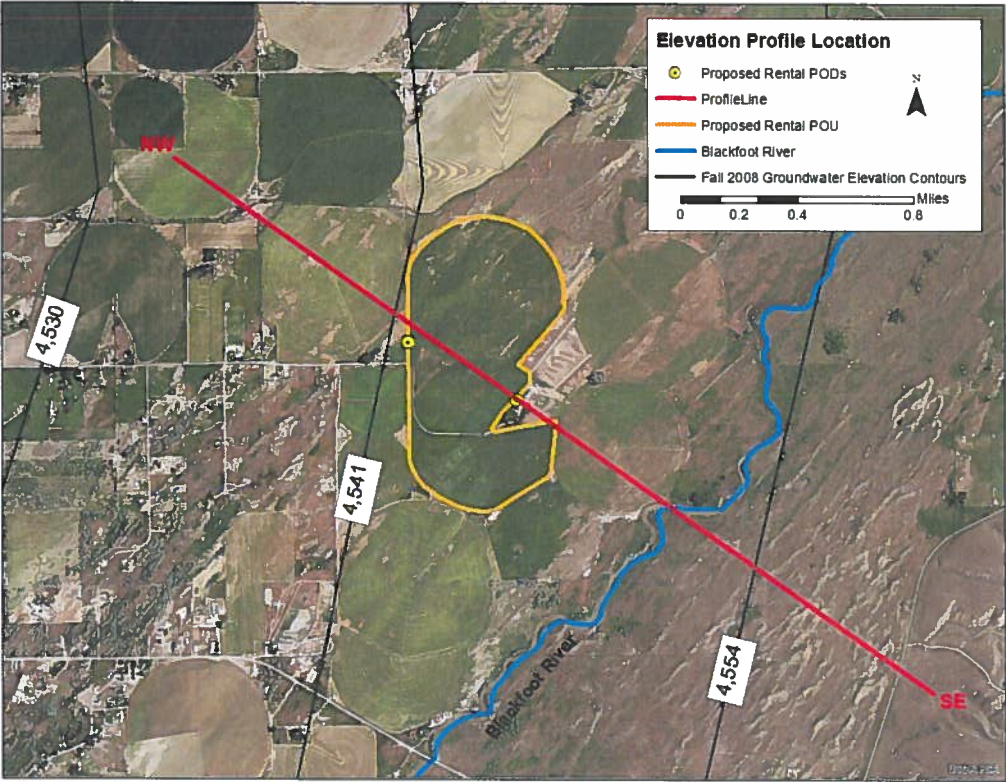 Elevation Profile Location
Proposed Rental PODs
N
ProfileLine
Proposed Rental POU
Blackfoot River
Fall 2008 Groundwater Elevation Contours
Miles
0 0.2 0.4 0.8
NW
4,530
4,541
4,554
Blackfoot River
SE